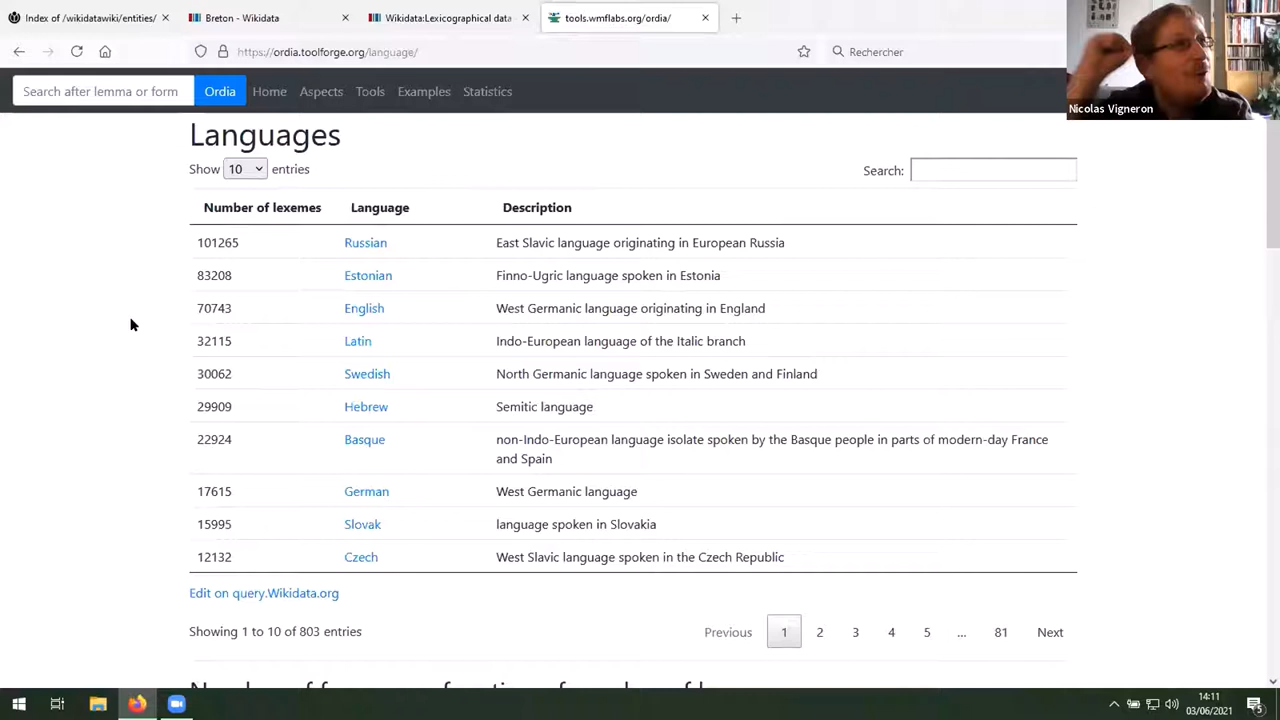 Index of /wikidatawiki/entities/
Breton - Wikidata
Wikidata:Lexicographical data
tools.wmflabs.org/ordia/
https://ordia.toolforge.org/language/
Rechercher
Search after lemma or form
Ordia
Home
Aspects
Tools
Examples
Statistics
Nicolas Vigneron
Languages
Show 10 entries
Search:
Number of lexemes Language Description
101265 Russian East Slavic language originating in European Russia
83208 Estonian Finno-Ugric language spoken in Estonia
70743 English West Germanic language originating in England
32115 Latin Indo-European language of the Italic branch
30062 Swedish North Germanic language spoken in Sweden and Finland
29909 Hebrew Semitic language
22924 Basque non-Indo-European language isolate spoken by the Basque people in parts of modern-day France
and Spain
17615 German West Germanic language
15995 Slovak language spoken in Slovakia
12132 Czech West Slavic language spoken in the Czech Republic
Edit on query.Wikidata.org
Showing 1 to 10 of 803 entries
Previous 1 2 3 4 5 ... 81 Next
14:11
03/06/2021
5